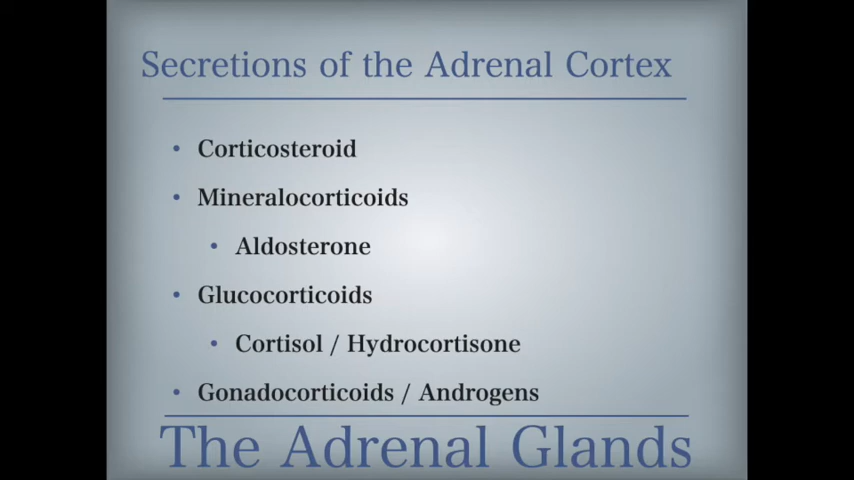 Secretions of the Adrenal Cortex
• Corticosteroid
• Mineralocorticoids
• Aldosterone
• Glucocorticoids
• Cortisol / Hydrocortisone
• Gonadocorticoids / Androgens
The Adrenal Glands